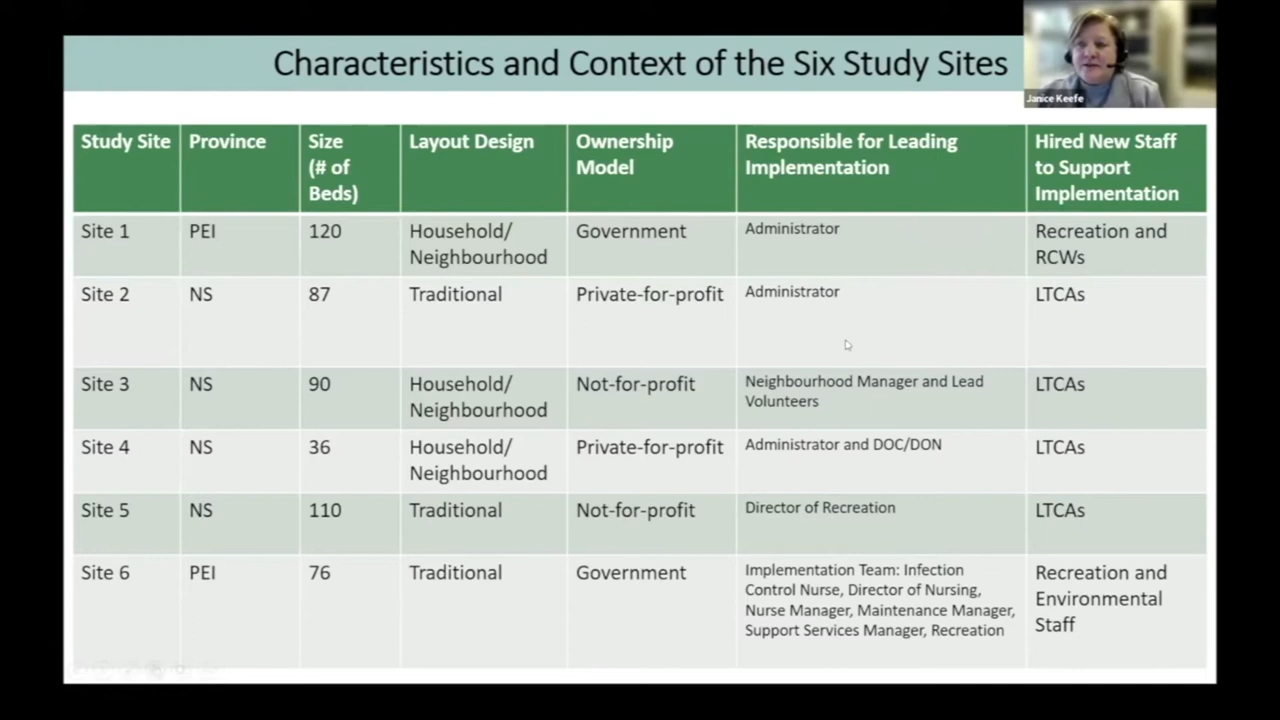 Characteristics and Context of the Six Study Sites
Janice Keefe
Study Site
Province
Size
(# of
Beds)
Layout Design
Ownership
Model
Responsible for Leading
Implementation
Hired New Staff
to Support
Implementation
Site 1
PEI
120
Household/
Neighbourhood
Government
Administrator
Recreation and
RCWs
Site 2
NS
87
Traditional
Private-for-profit
Administrator
LTCAs
Site 3
NS
90
Household/
Neighbourhood
Not-for-profit
Neighbourhood Manager and Lead
Volunteers
LTCAs
Site 4
NS
36
Household/
Neighbourhood
Private-for-profit
Administrator and DOC/DON
LTCAs
Site 5
NS
110
Traditional
Not-for-profit
Director of Recreation
LTCAs
Site 6
PEI
76
Traditional
Government
Implementation Team: Infection
Control Nurse, Director of Nursing,
Nurse Manager, Maintenance Manager,
Support Services Manager, Recreation
Recreation and
Environmental
Staff